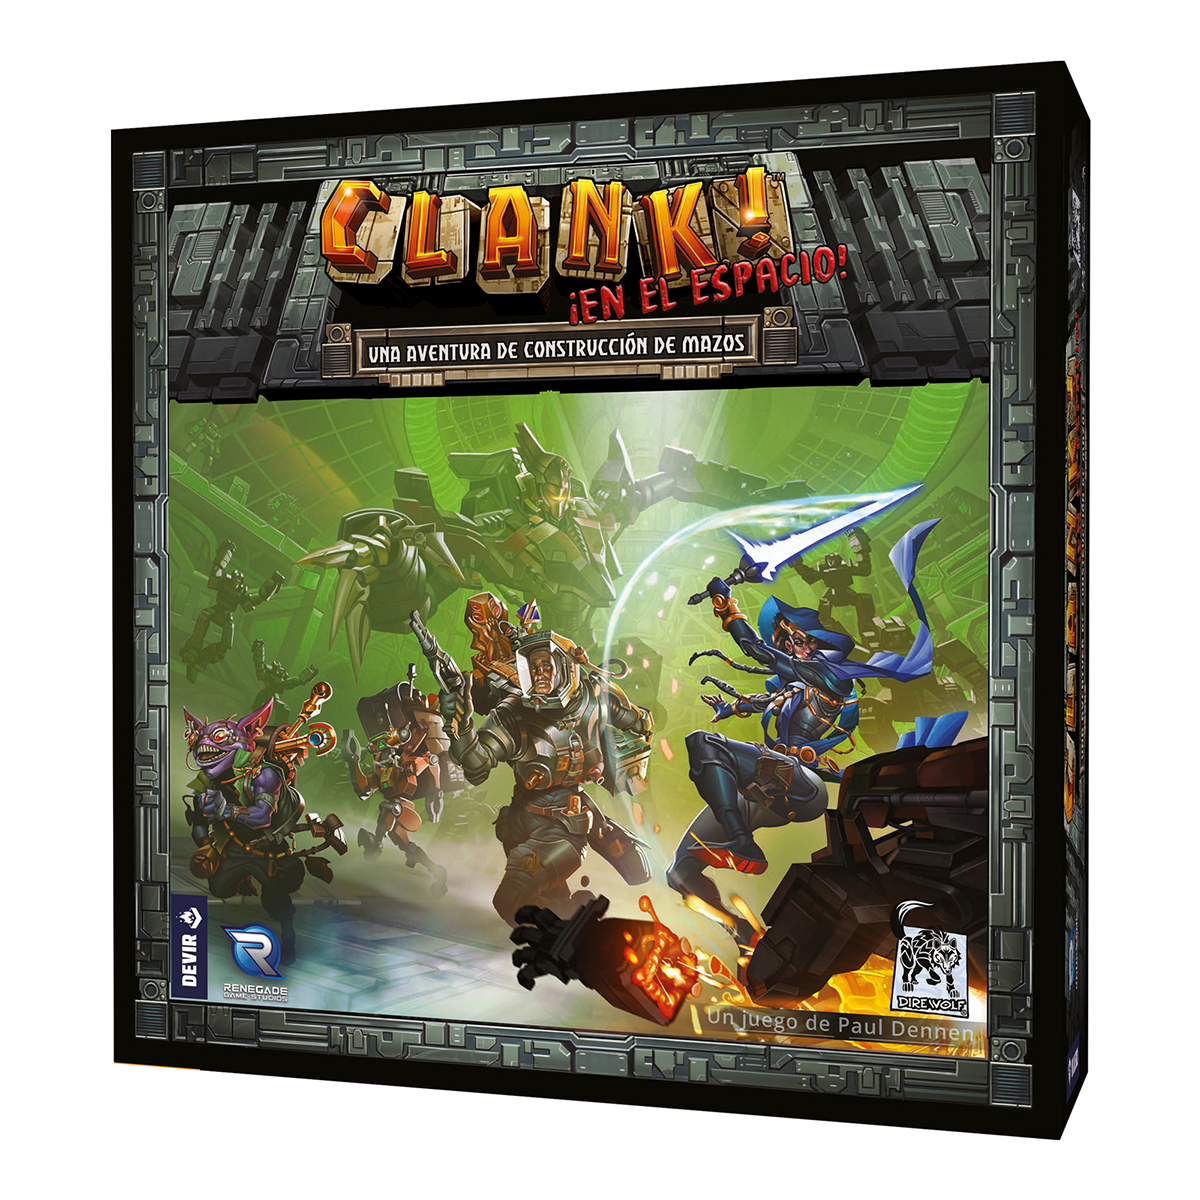 CLANK!™
¡EN EL ESPACIO!
UNA AVENTURA DE CONSTRUCCIÓN DE MAZOS
DEVIR
R
RENEGADE
GAME STUDIOS
DIRE WOLF
Un juego de Paul Dennen